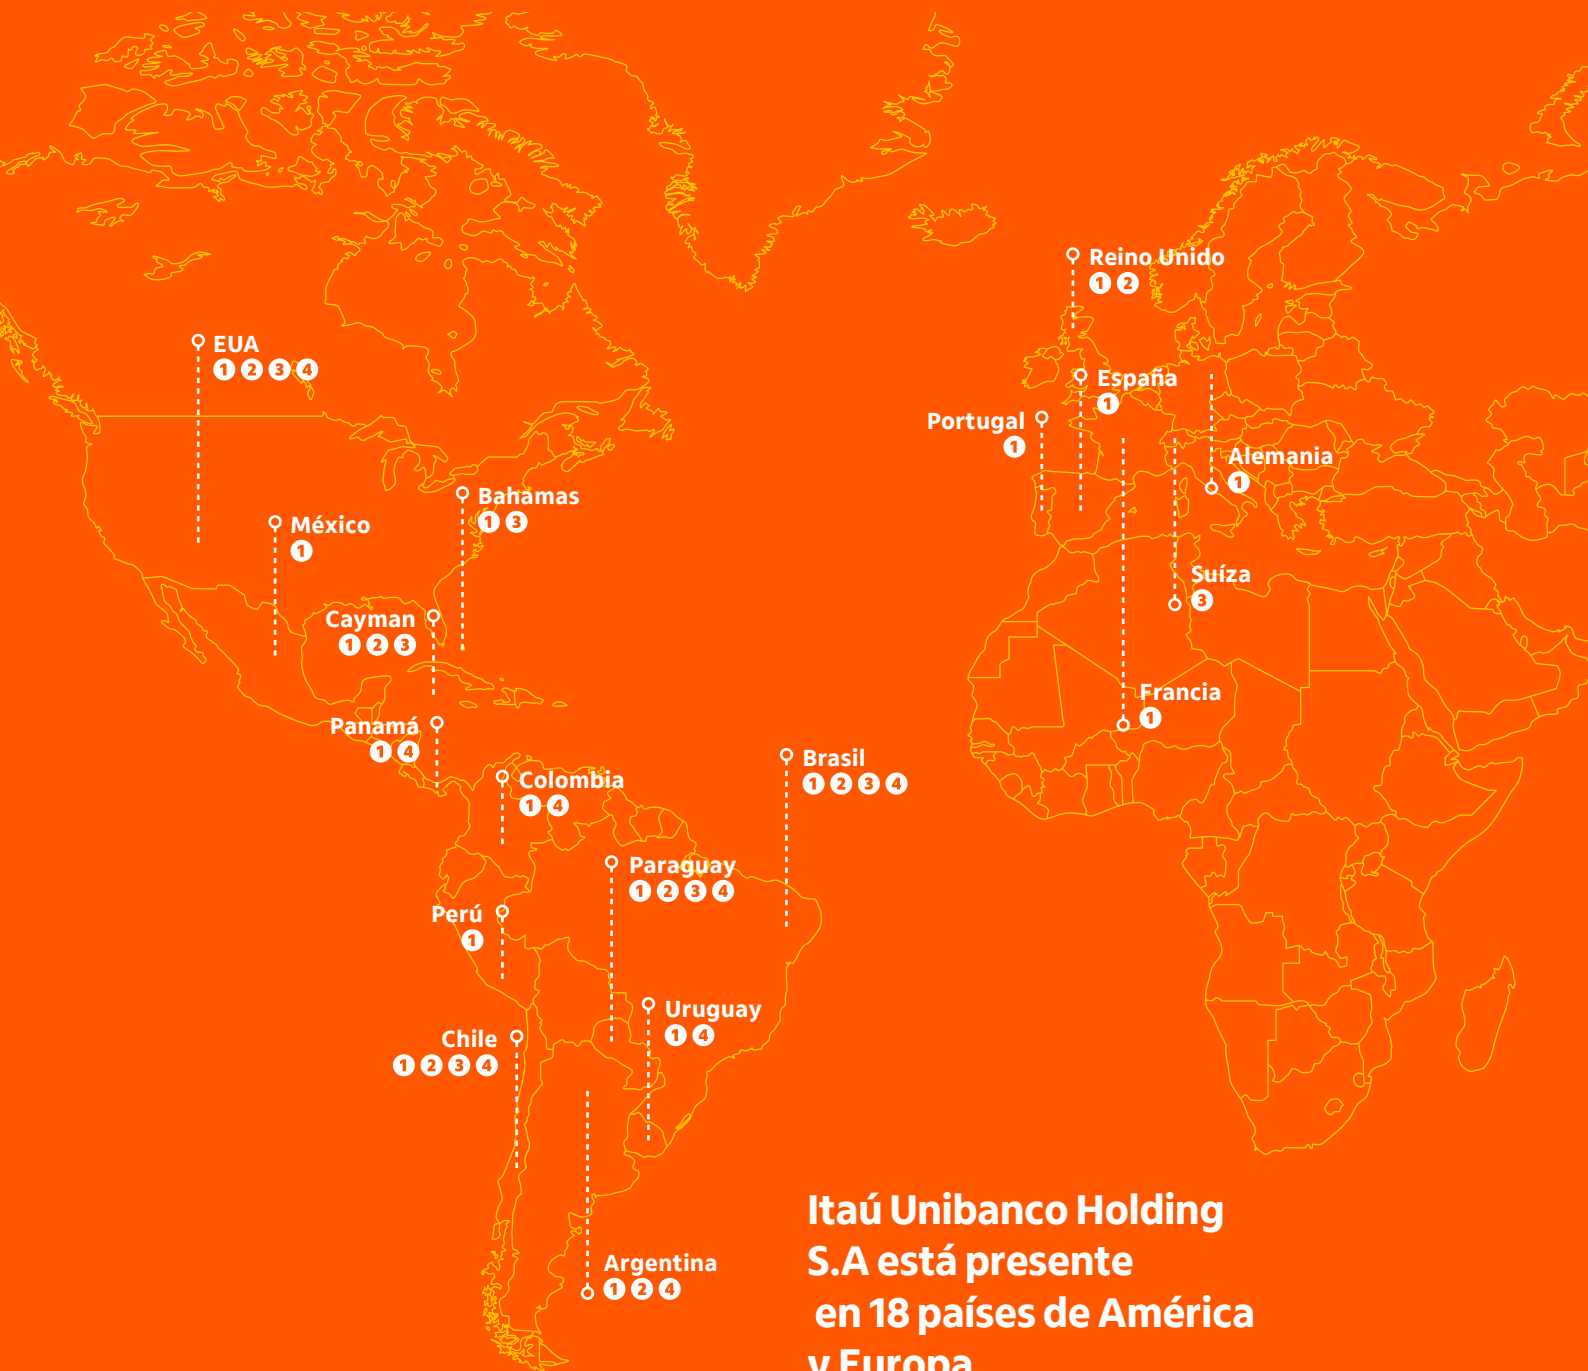 Reino Unido
1 2
EUA
1 2 3 4
España
1
Portugal
1
Alemania
1
Bahamas
1 3
México
1
Suíza
3
Cayman
1 2 3
Francia
1
Panamá
1 4
Brasil
1 2 3 4
Colombia
1 4
Paraguay
1 2 3 4
Perú
1
Uruguay
1 4
Chile
1 2 3 4
Argentina
1 2 4
Itaú Unibanco Holding
S.A está presente
en 18 países de América
y Europa